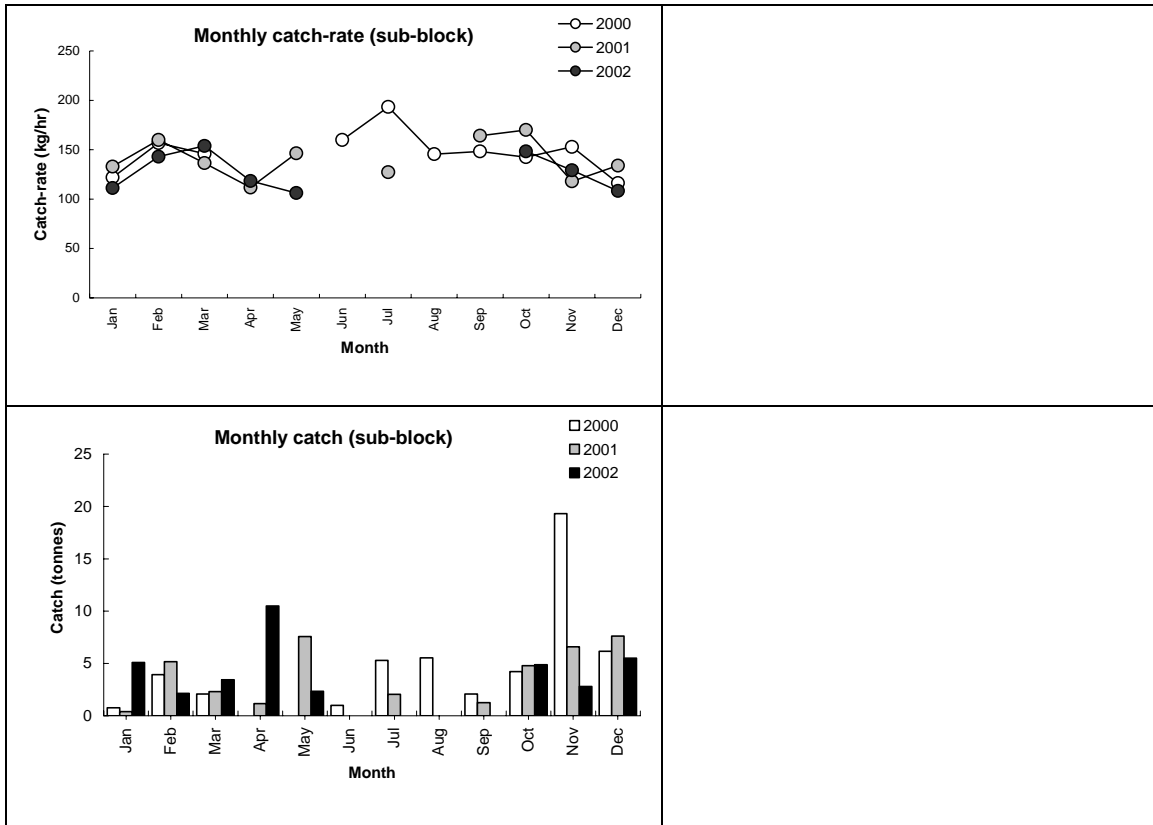 Monthly catch-rate (sub-block)
2000
2001
2002
250
200
150
100
50
0
Catch-rate (kg/hr)
Jan
Feb
Mar
Apr
May
Jun
Jul
Aug
Sep
Oct
Nov
Dec
Month
Monthly catch (sub-block)
2000
2001
2002
25
20
15
10
5
0
Catch (tonnes)
Jan
Feb
Mar
Apr
May
Jun
Jul
Aug
Sep
Oct
Nov
Dec
Month